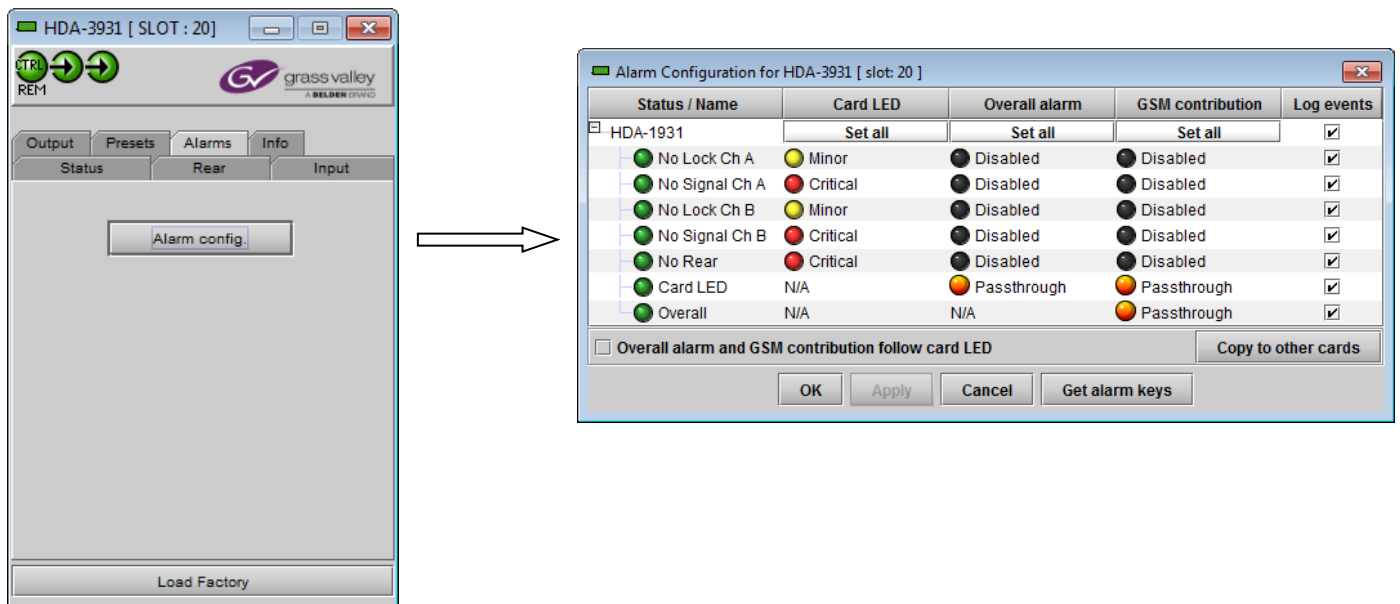 HDA-3931 [ SLOT : 20]
CTRL
REM
GV grass valley
A BELDEN BRAND
Output Presets Alarms Info
Status Rear Input
Alarm config.
Load Factory
Alarm Configuration for HDA-3931 [ slot: 20 ]
Status / Name Card LED Overall alarm GSM contribution Log events
HDA-1931 Set all Set all Set all
No Lock Ch A Minor Disabled Disabled
No Signal Ch A Critical Disabled Disabled
No Lock Ch B Minor Disabled Disabled
No Signal Ch B Critical Disabled Disabled
No Rear Critical Disabled Disabled
Card LED N/A Passthrough Passthrough
Overall N/A N/A Passthrough
Overall alarm and GSM contribution follow card LED Copy to other cards
OK Apply Cancel Get alarm keys